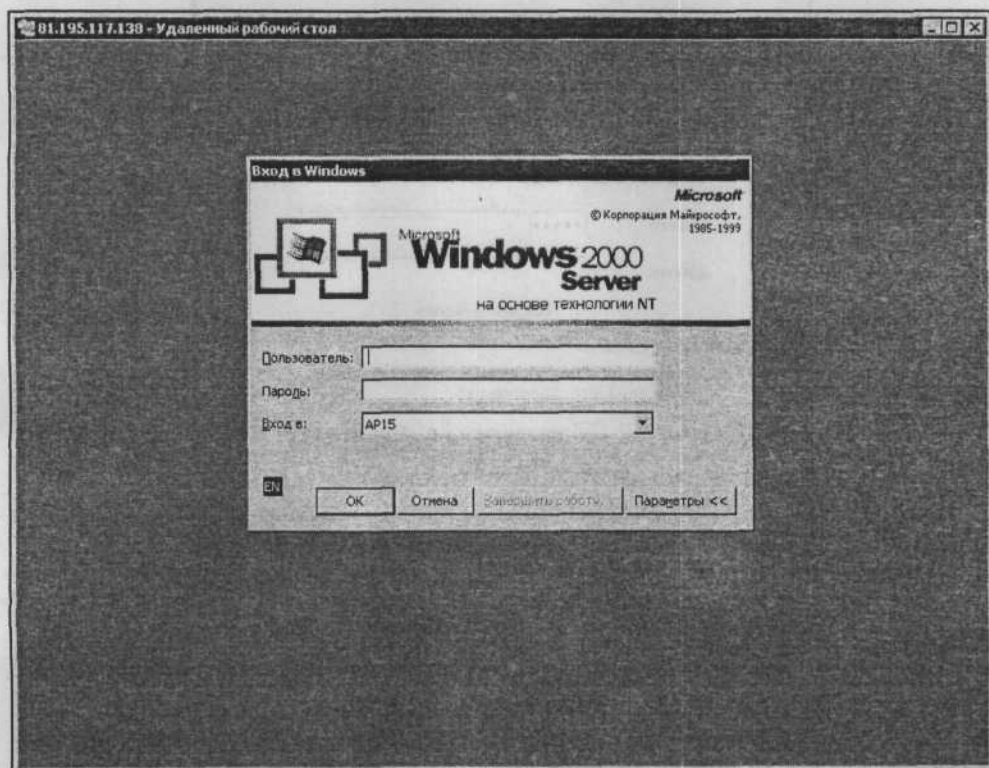 81.195.117.138 - Удаленный рабочий стол
Вход в Windows
Microsoft
© Корпорация Майкрософт,
1985-1999
Microsoft
Windows 2000
Server
на основе технологии NT
Пользователь:
Пароль:
Вход в: AP15
EN
OK Отмена Завершить работу... Параметры <<